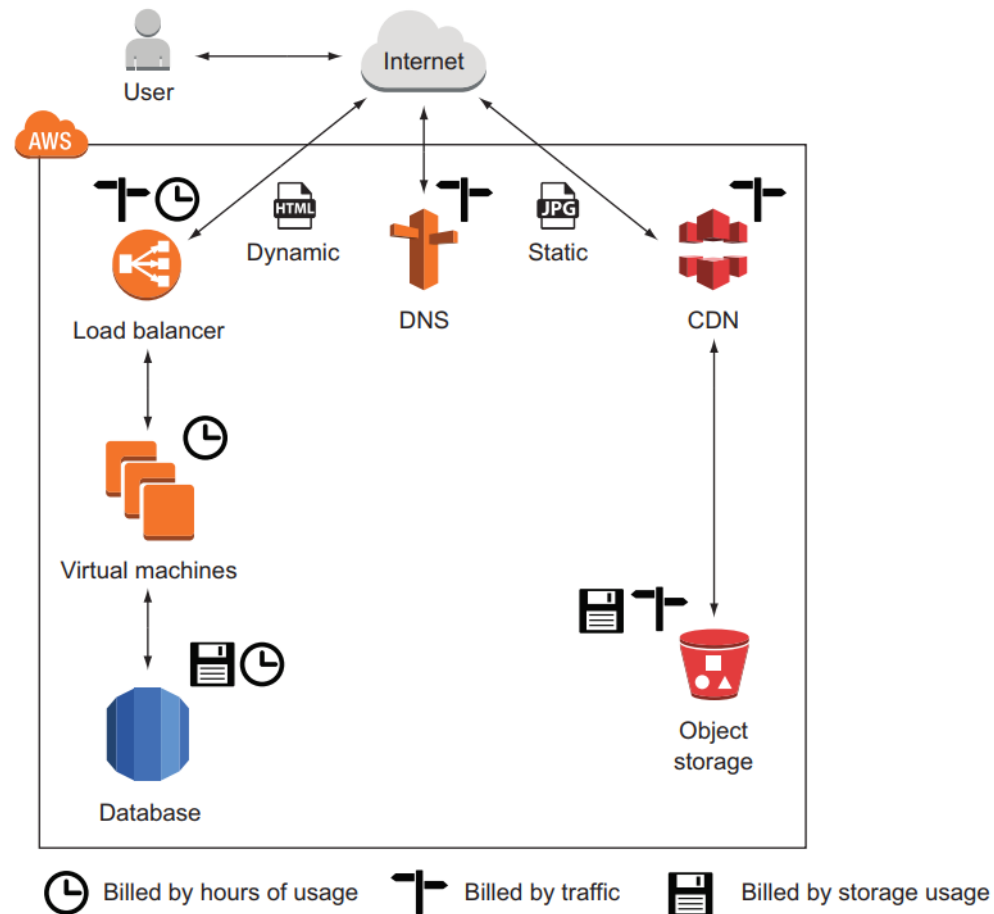 Internet
User
AWS
HTML
JPG
Dynamic
Static
Load balancer
DNS
CDN
Virtual machines
Object
storage
Database
Billed by hours of usage
Billed by traffic
Billed by storage usage